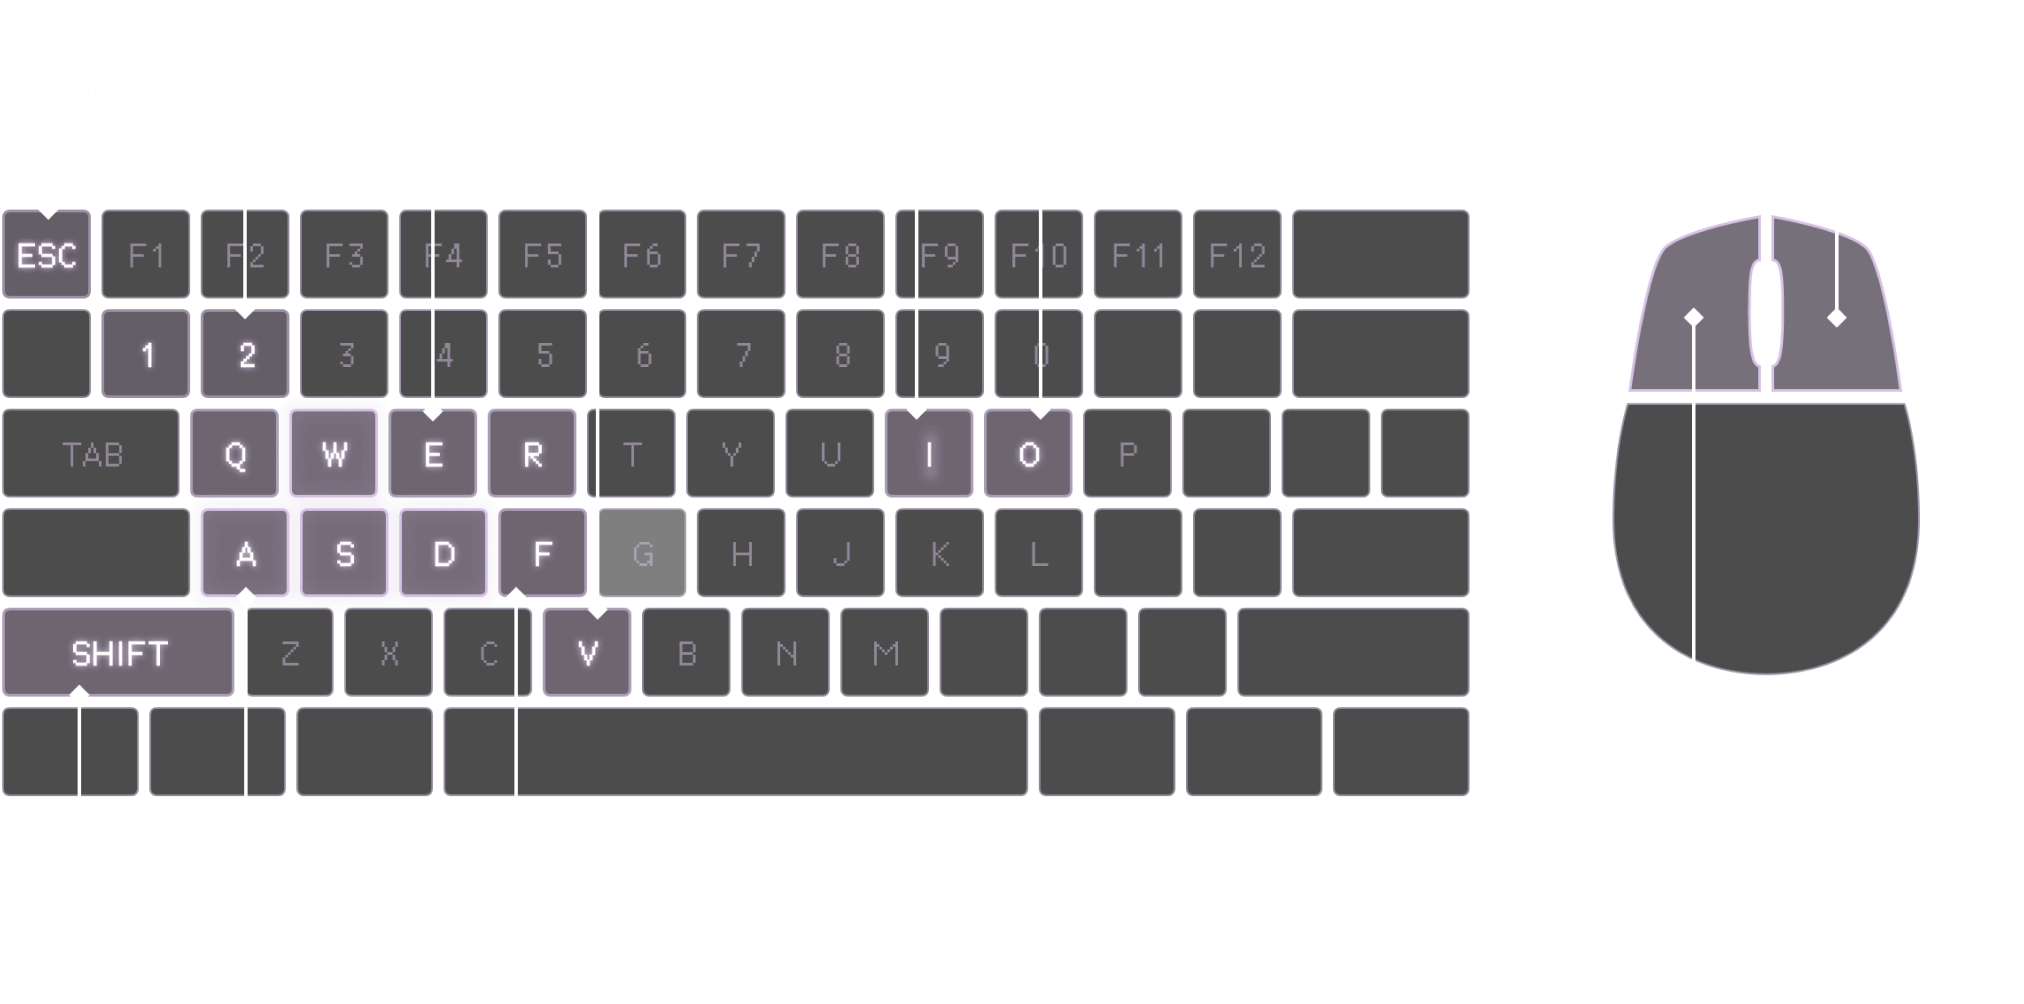 ESC F1 F2 F3 F4 F5 F6 F7 F8 F9 F10 F11 F12
1 2 3 4 5 6 7 8 9 0
TAB Q W E R T Y U I O P
A S D F G H J K L
SHIFT Z X C V B N M